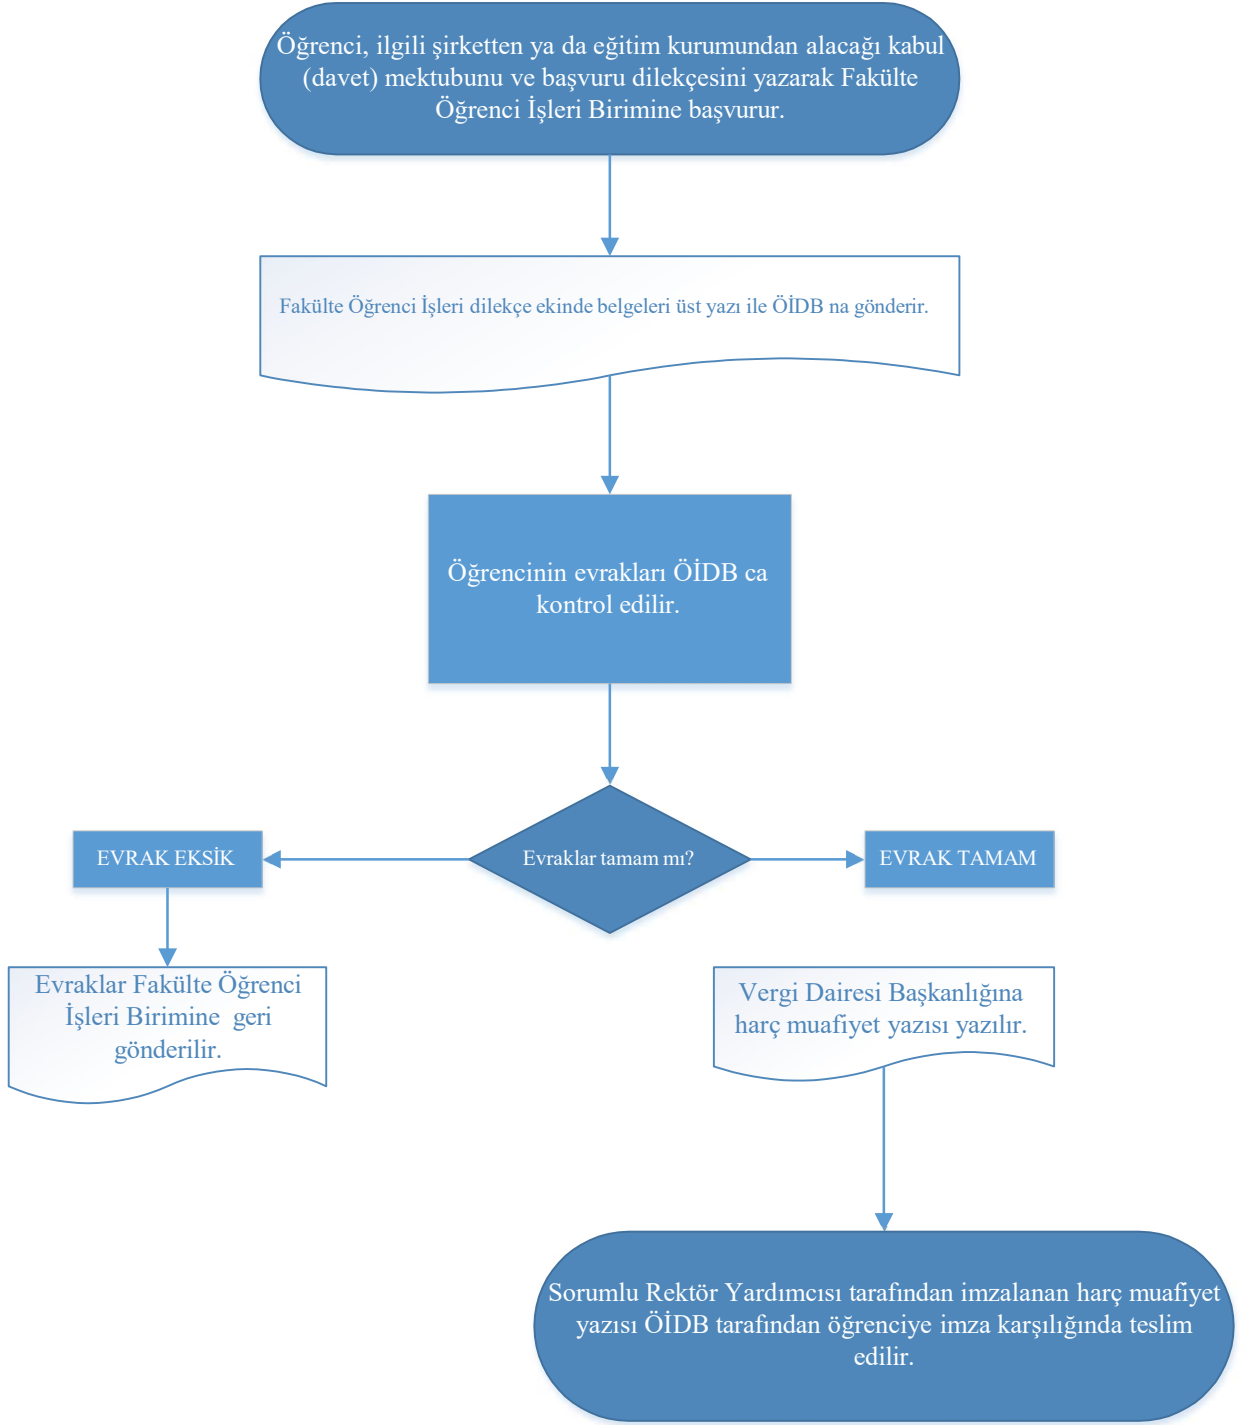 Öğrenci, ilgili şirketten ya da eğitim kurumundan alacağı kabul
(davet) mektubunu ve başvuru dilekçesini yazarak Fakülte
Öğrenci İşleri Birimine başvurur.
Fakülte Öğrenci İşleri dilekçe ekinde belgeleri üst yazı ile ÖİDB na gönderir.
Öğrencinin evrakları ÖİDB ca
kontrol edilir.
Evraklar tamam mı?
EVRAK EKSİK
EVRAK TAMAM
Evraklar Fakülte Öğrenci
İşleri Birimine geri
gönderilir.
Vergi Dairesi Başkanlığına
harç muafiyet yazısı yazılır.
Sorumlu Rektör Yardımcısı tarafından imzalanan harç muafiyet
yazısı ÖİDB tarafından öğrenciye imza karşılığında teslim
edilir.